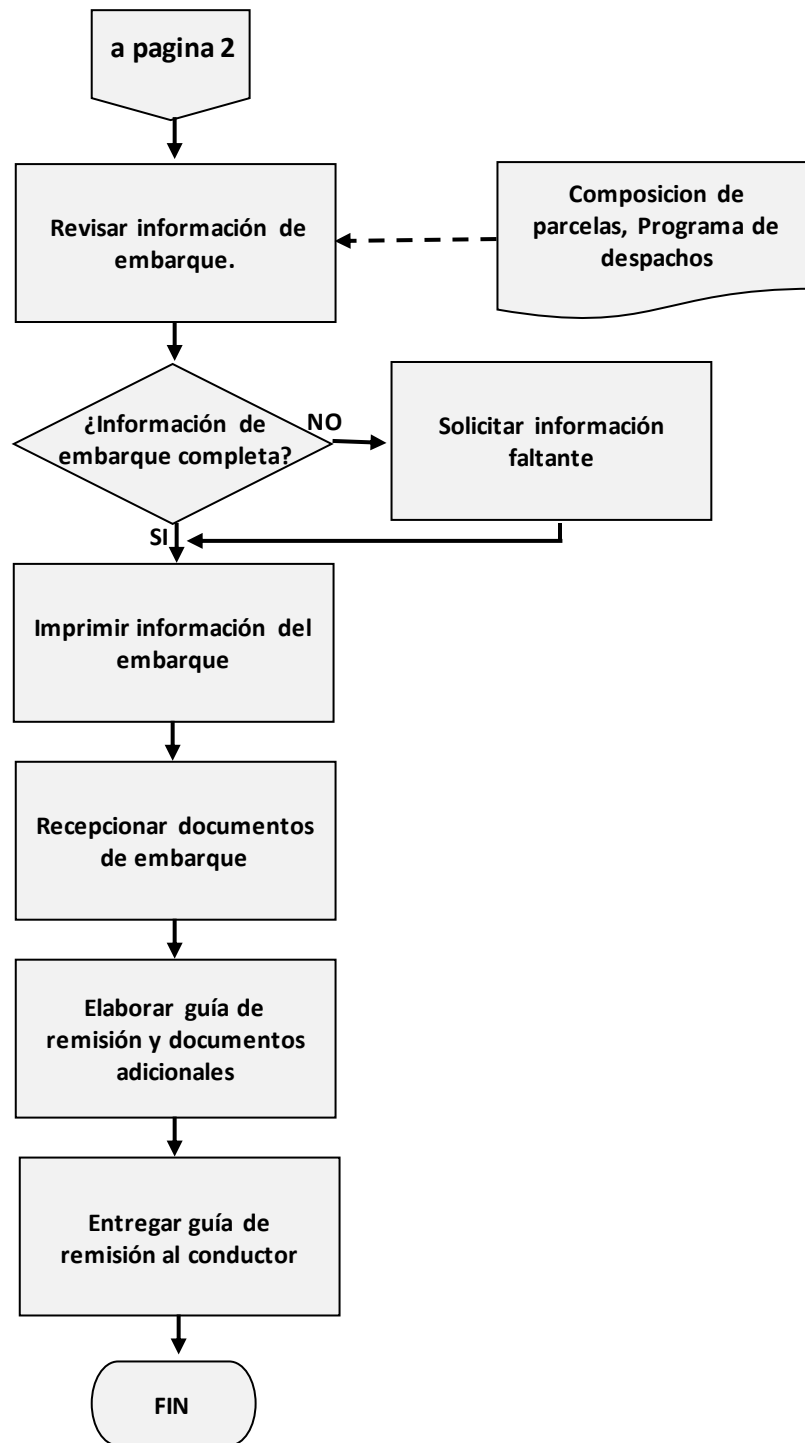 a pagina 2
Revisar información de
embarque.
Composicion de
parcelas, Programa de
despachos
¿Información de
embarque completa?
NO
Solicitar información
faltante
SI
Imprimir información del
embarque
Recepcionar documentos
de embarque
Elaborar guía de
remisión y documentos
adicionales
Entregar guía de
remisión al conductor
FIN